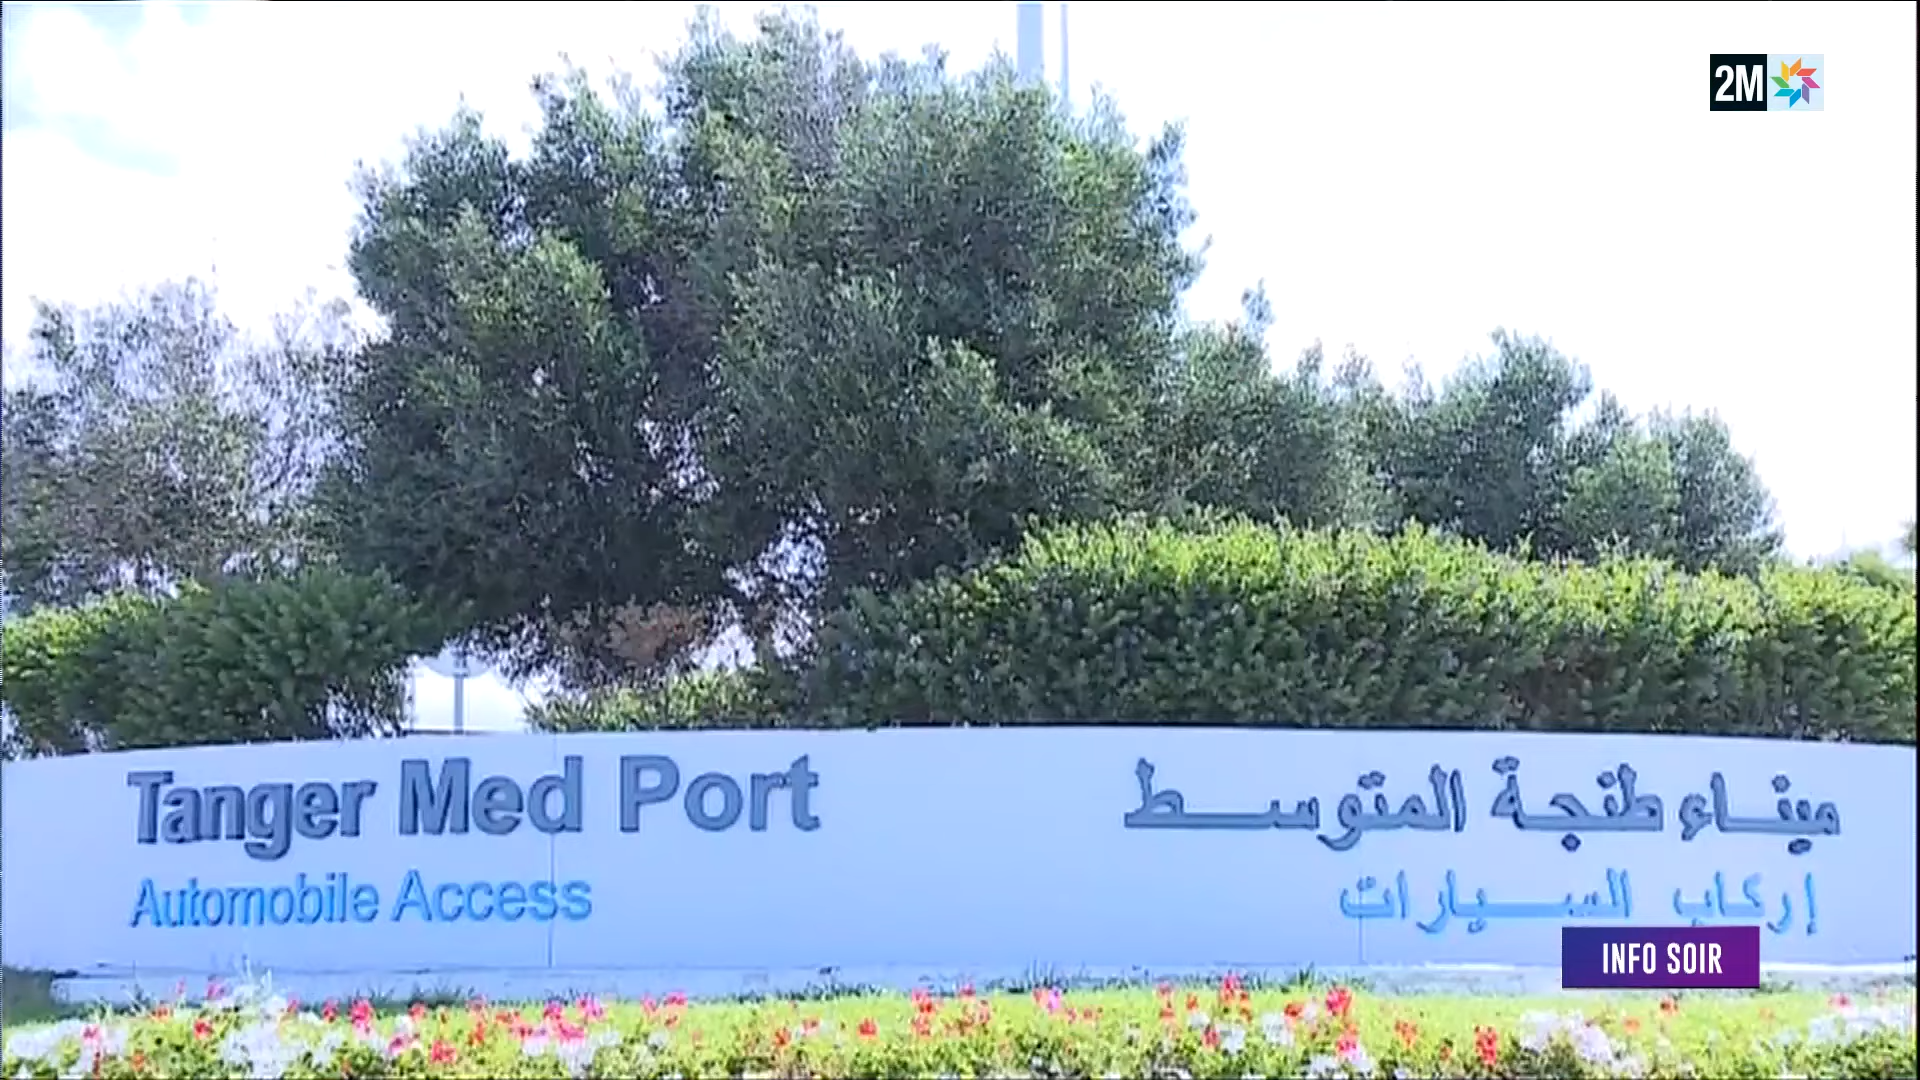 2M
Tanger Med Port
ميناء طنجة المتوسط
Automobile Access
إركاب السيارات
INFO SOIR